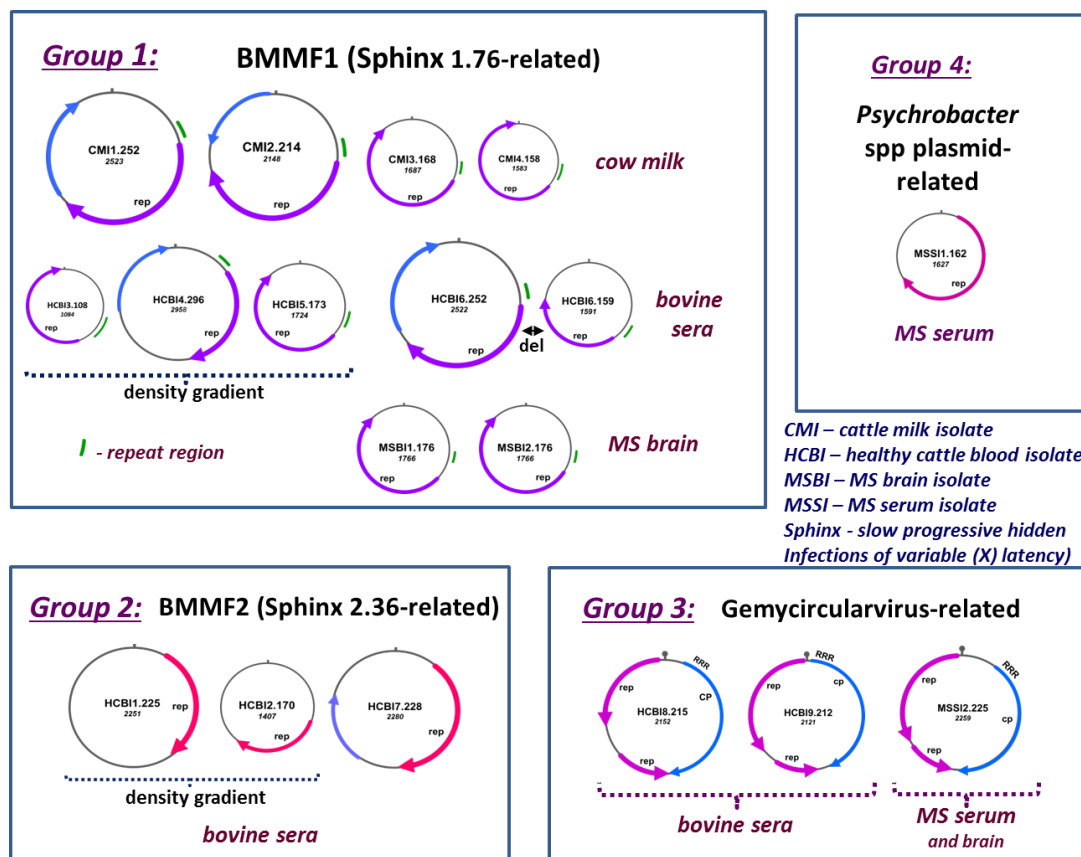 Group 1: BMMF1 (Sphinx 1.76-related)
CMI1.252
2523
rep
CMI2.214
2148
rep
CMI3.168
1687
rep
CMI4.158
1583
rep
cow milk
HCBI3.108
1084
rep
HCBI4.296
2958
rep
HCBI5.173
1724
rep
HCBI6.252
2522
rep
del
HCBI6.159
1591
rep
bovine
sera
density gradient
- repeat region
MSBI1.176
1766
rep
MSBI2.176
1766
rep
MS brain
Group 4:
Psychrobacter
spp plasmid-
related
MSSI1.162
1627
rep
MS serum
CMI – cattle milk isolate
HCBI – healthy cattle blood isolate
MSBI – MS brain isolate
MSSI – MS serum isolate
Sphinx - slow progressive hidden
Infections of variable (X) latency)
Group 2: BMMF2 (Sphinx 2.36-related)
HCBI1.225
2251
rep
HCBI2.170
1407
rep
HCBI7.228
2280
rep
density gradient
bovine sera
Group 3: Gemycircularvirus-related
RRR
rep
CP
HCBI8.215
2152
rep
RRR
rep
cp
HCBI9.212
2121
rep
RRR
rep
MSSI2.225
2259
cp
rep
bovine sera
MS serum
and brain